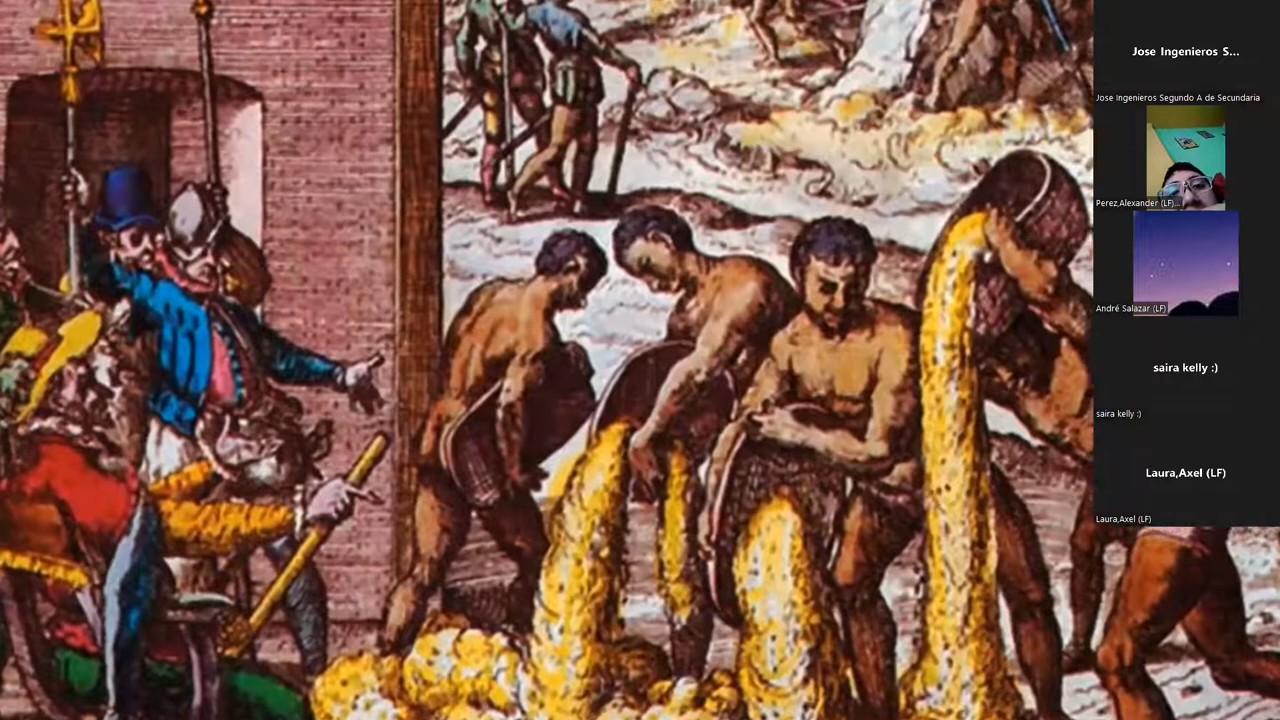 Jose Ingenieros S...
Jose Ingenieros Segundo A de Secundaria
Perez,Alexander (LF)...
André Salazar (LF)
saira kelly :)
saira kelly :)
Laura,Axel (LF)
Laura,Axel (LF)